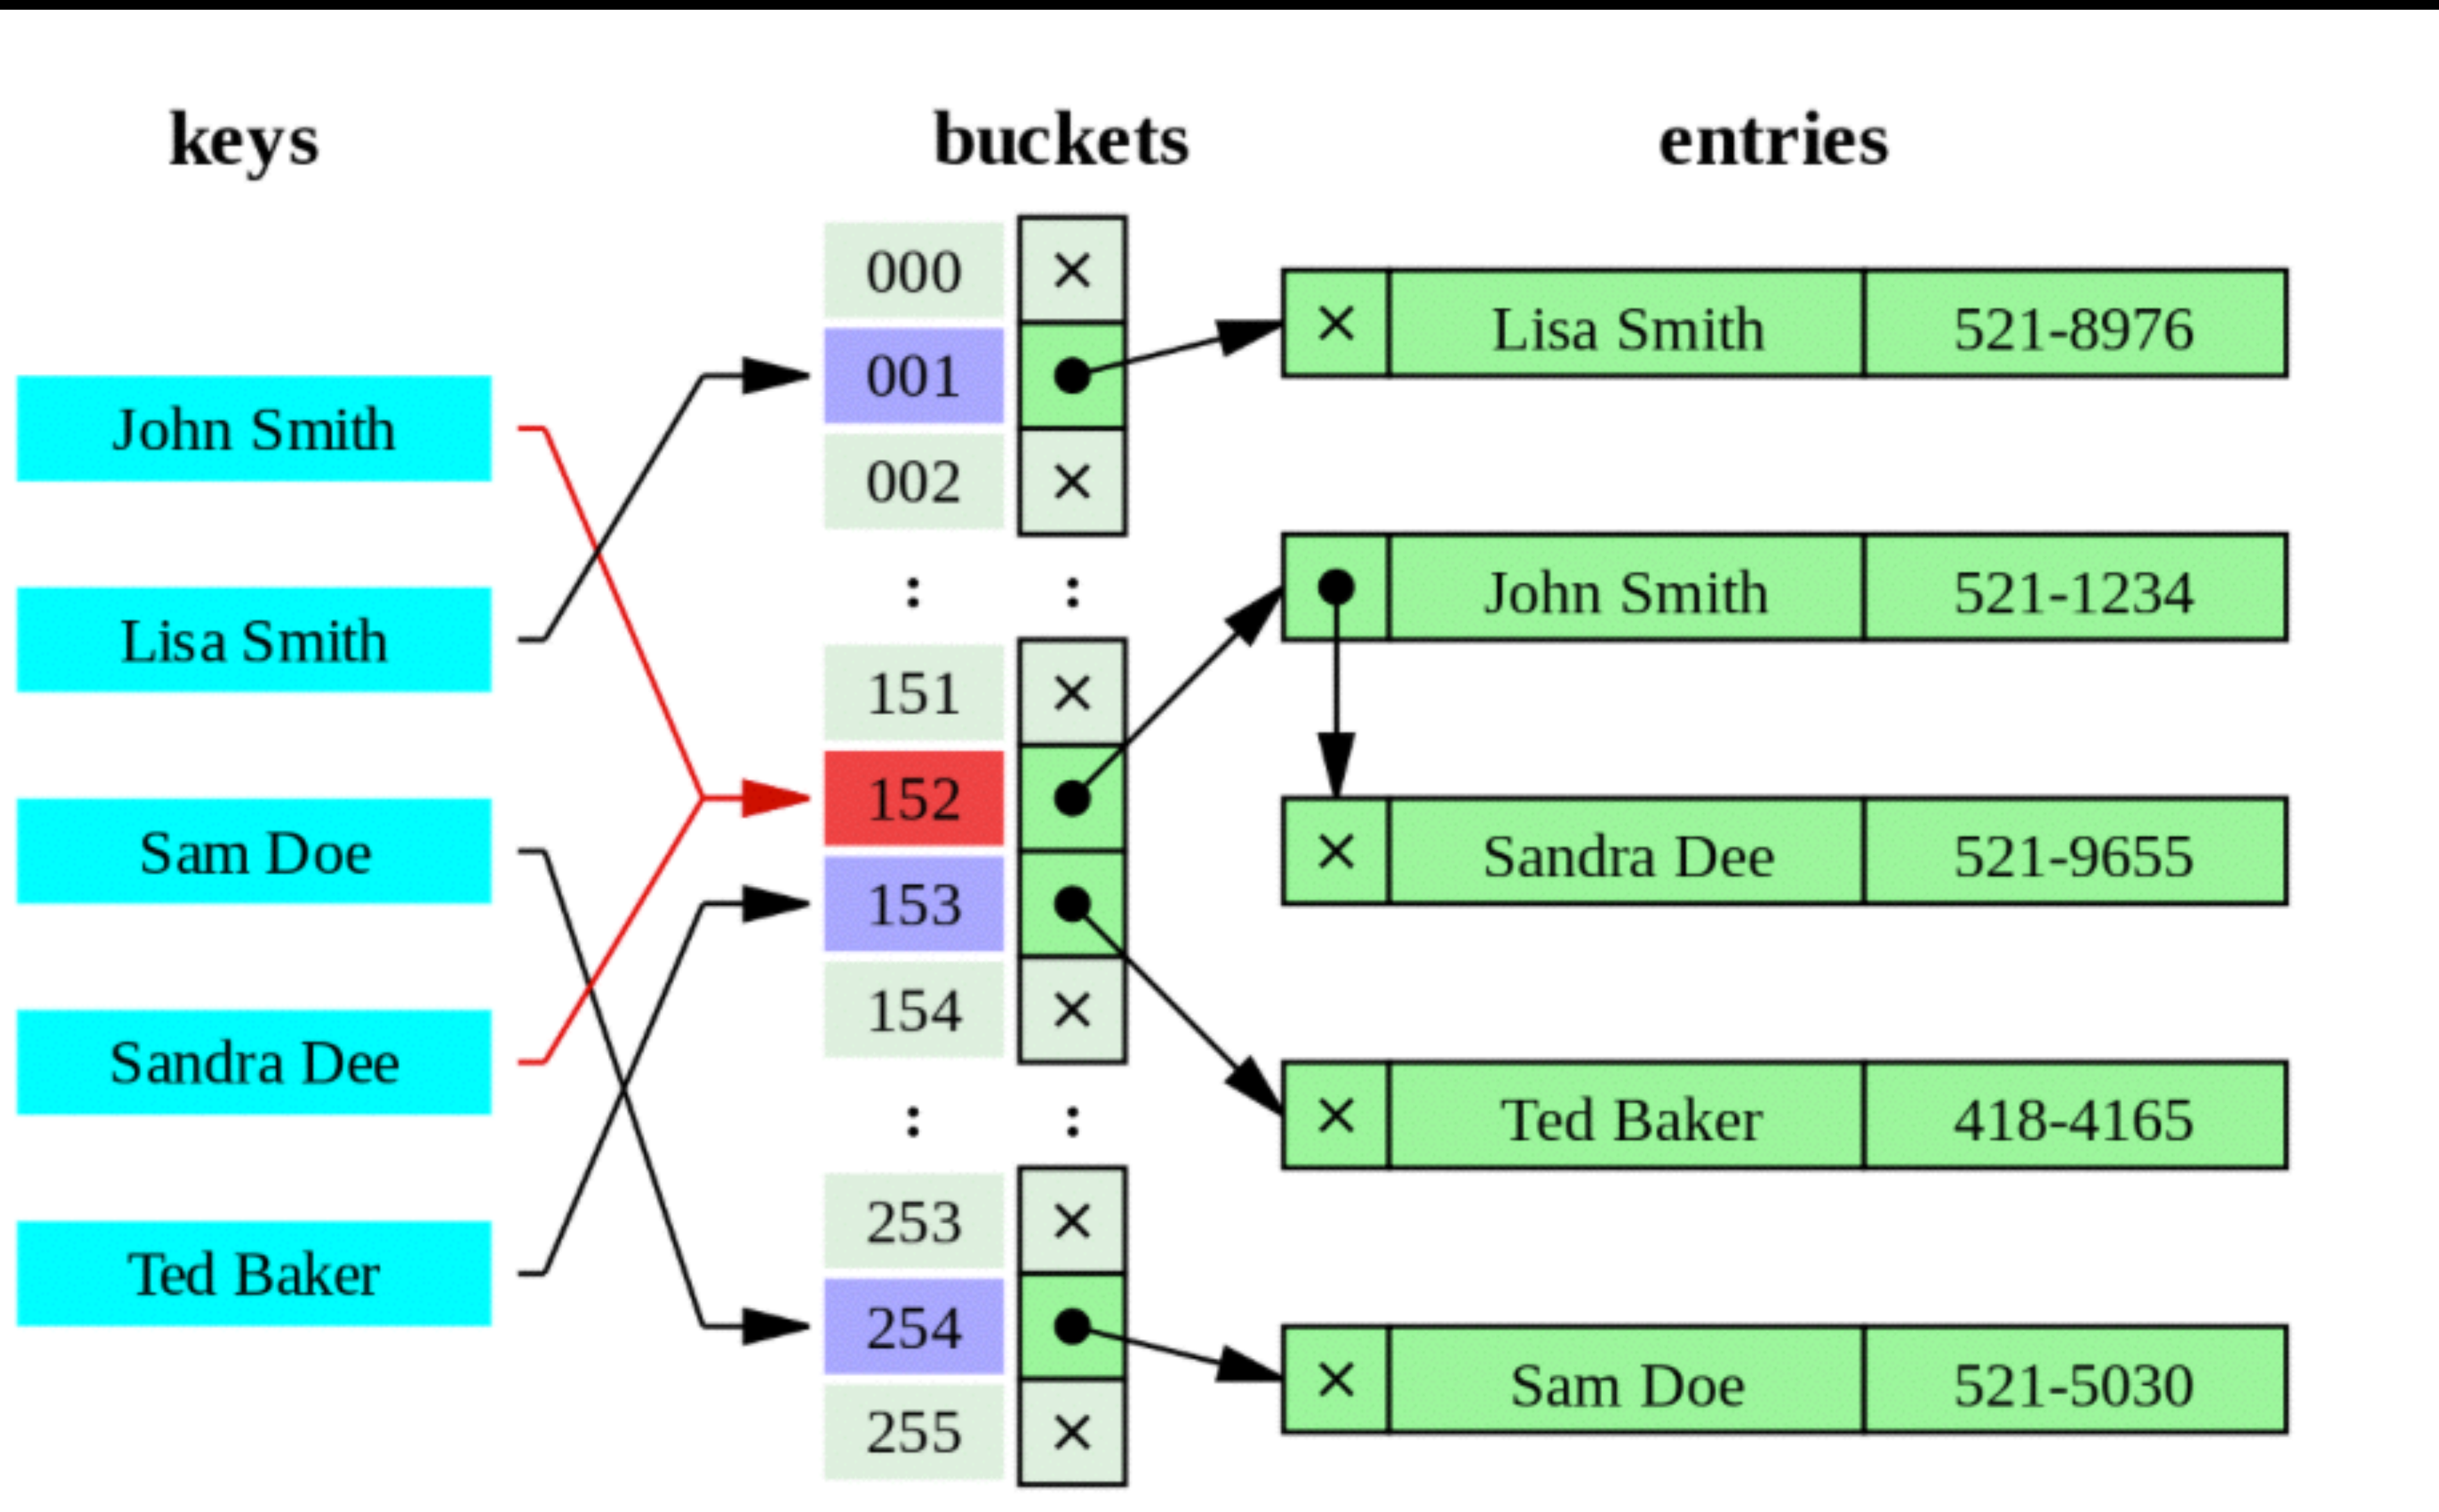 keys
buckets
entries
John Smith
Lisa Smith
Sam Doe
Sandra Dee
Ted Baker
000 ×
001
002 ×
: :
151 ×
152
153
154 ×
: :
253 ×
254
255 ×
× Lisa Smith 521-8976
John Smith 521-1234
× Sandra Dee 521-9655
× Ted Baker 418-4165
× Sam Doe 521-5030